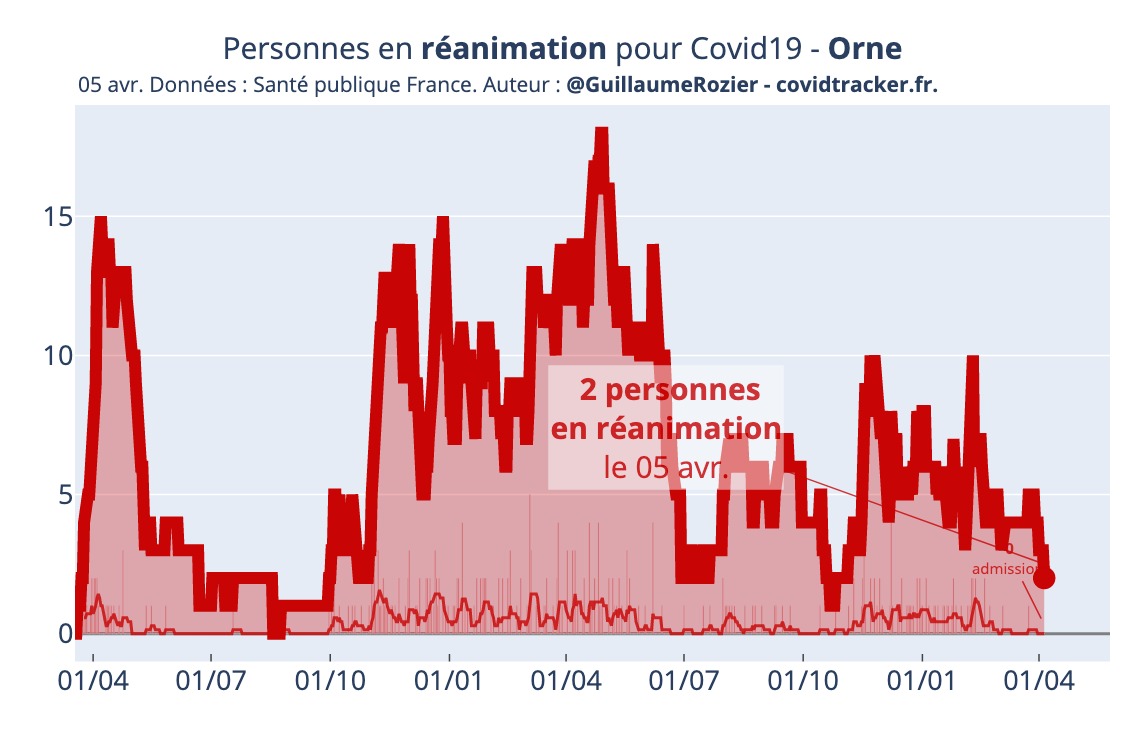 Personnes en réanimation pour Covid19 - Orne
05 avr. Données : Santé publique France. Auteur : @GuillaumeRozier - covidtracker.fr.
15
10
5
0
2 personnes
en réanimation
le 05 avr.
0
01/04 01/07 01/10 01/01 01/04 01/07 01/10 01/01 01/04